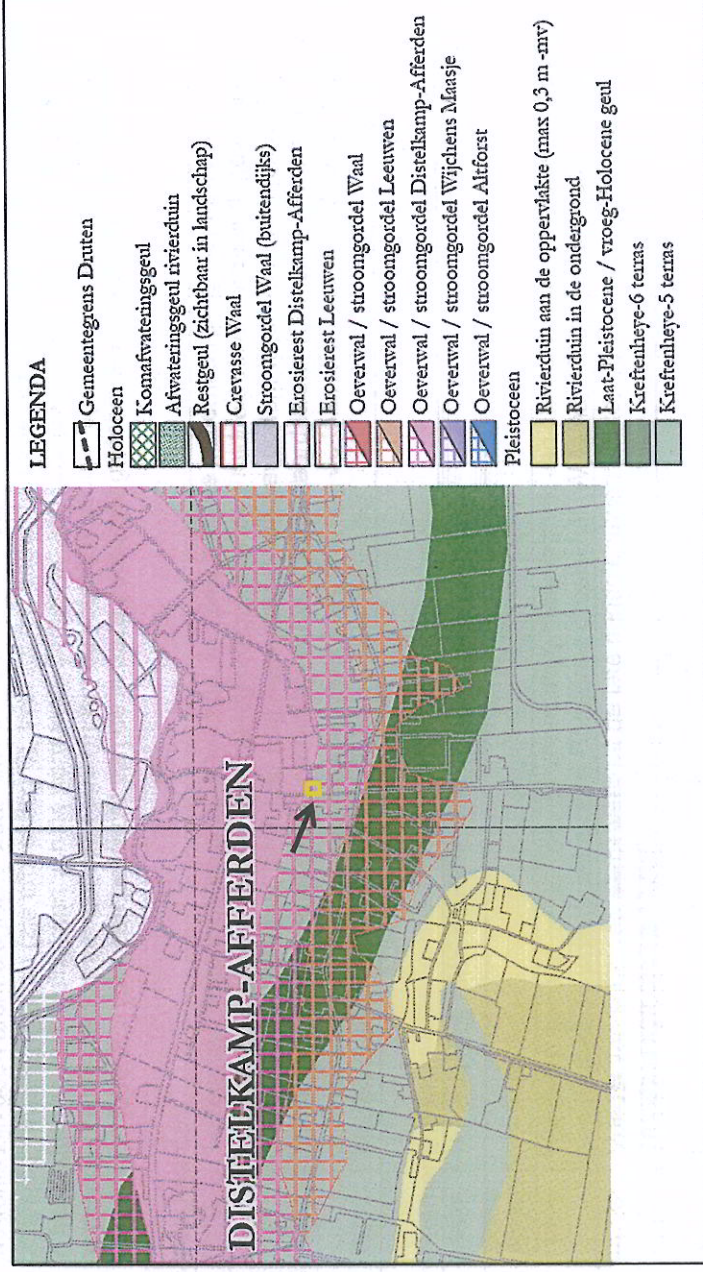 LEGENDA
Gemeentegrens Druten
Holoceen
Komafwateringsgeul
Afwateringsgeul rivierduin
Restgeul (zichtbaar in landschap)
Crevasse Waal
Stroomgordel Waal (buitendijks)
Erosierest Distelkamp-Afferden
Erosierest Leeuwen
Oeverwal / stroomgordel Waal
Oeverwal / stroomgordel Leeuwen
Oeverwal / stroomgordel Distelkamp-Afferden
Oeverwal / stroomgordel Wijchens Maasje
Oeverwal / stroomgordel Altforst
Pleistoceen
Rivierduin aan de oppervlakte (max 0,3 m -mv)
Rivierduin in de ondergrond
Laat-Pleistocene / vroeg-Holocene geul
Kreftenheye-6 terras
Kreftenheye-5 terras
DISTELKAMP-AFFERDEN